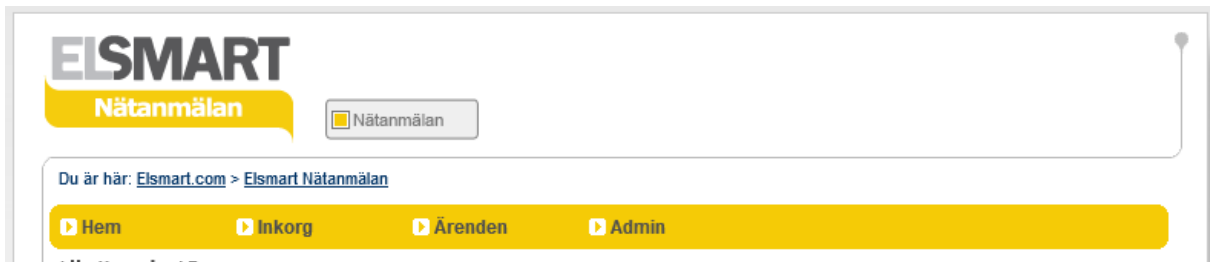 ELSMART
Nätanmälan
Nätanmälan
Du är här: Elsmart.com > Elsmart Nätanmälan
Hem Inkorg Ärenden Admin